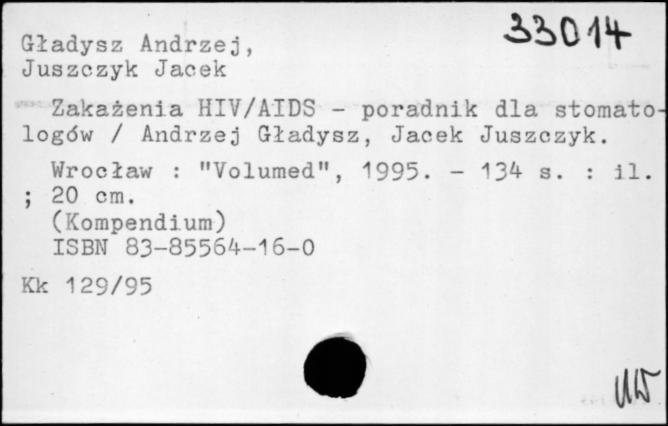 33014
Gładysz Andrzej,
Juszczyk Jacek
Zakażenia HIV/AIDS - poradnik dla stomato-
logów / Andrzej Gładysz, Jacek Juszczyk.
Wrocław : "Volumed", 1995. - 134 s. : il.
; 20 cm.
(Kompendium)
ISBN 83-85564-16-0
Kk 129/95